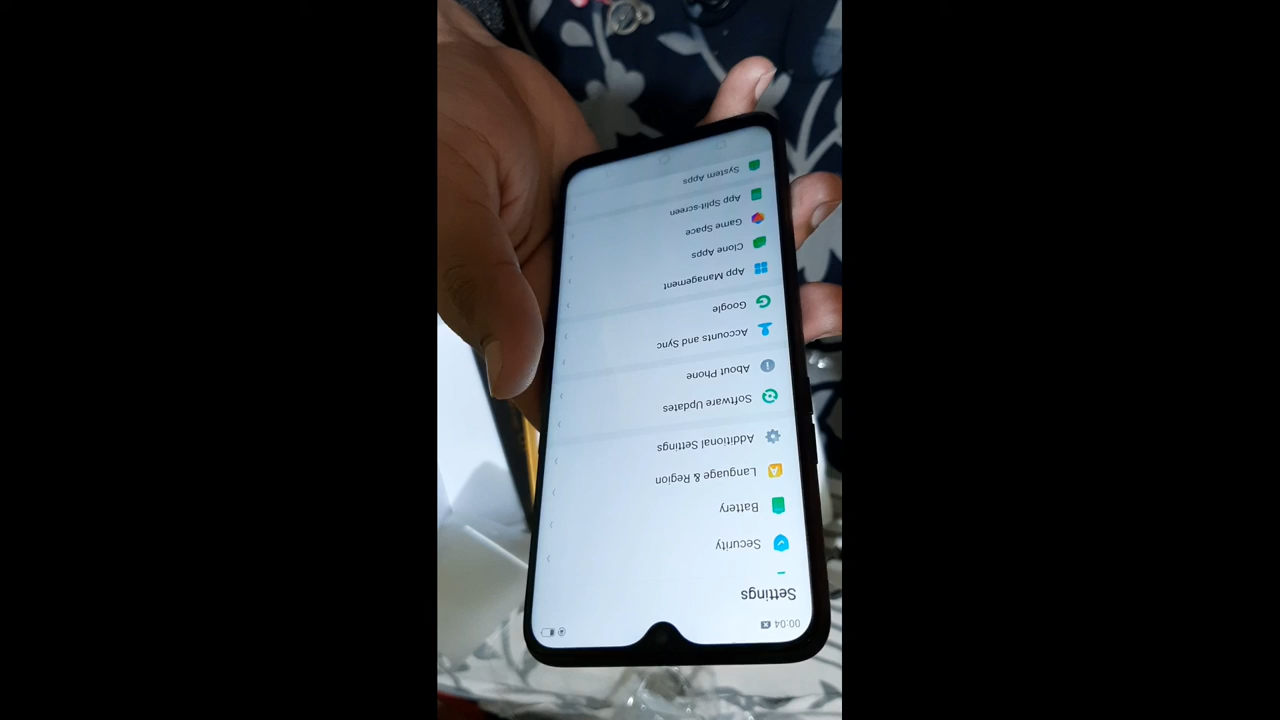 00:04
Settings
Security
Battery
Language & Region
Additional Settings
Software Updates
About Phone
Accounts and Sync
Google
App Management
Clone Apps
Game Space
App Split-screen
System Apps